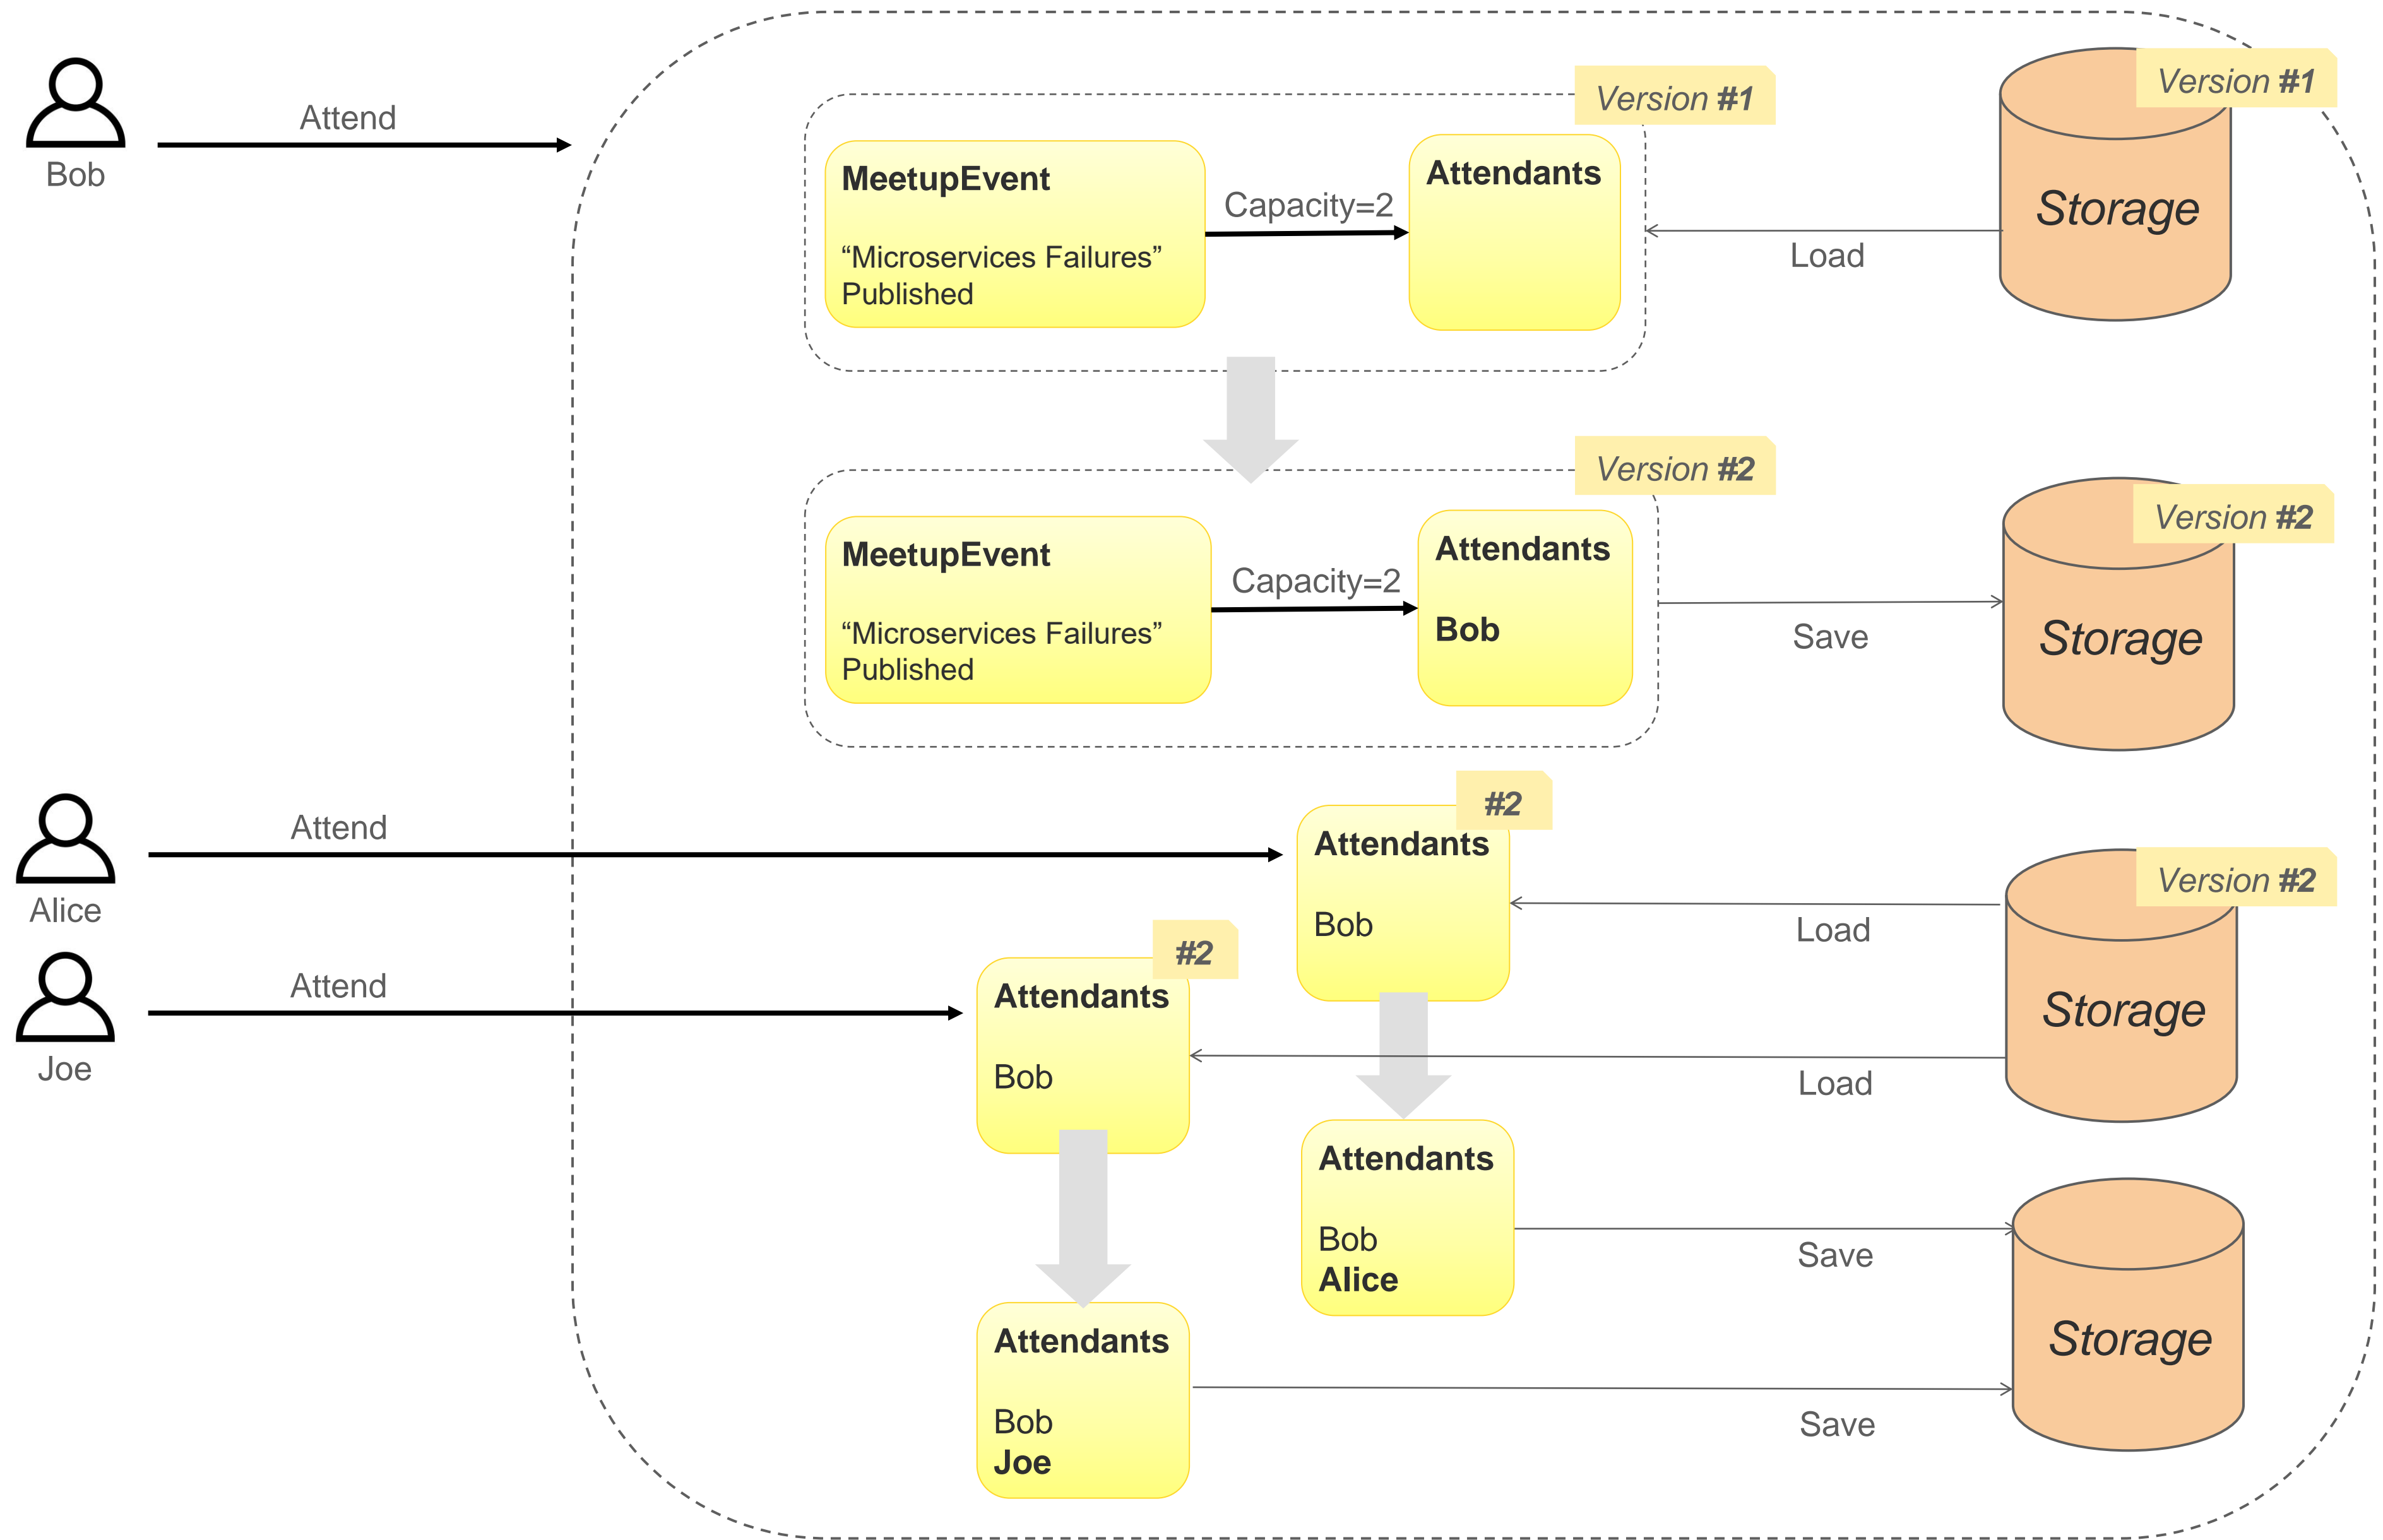 Bob
Attend
Version #1
MeetupEvent
“Microservices Failures”
Published
Capacity=2
Attendants
Load
Version #1
Storage
Version #2
MeetupEvent
“Microservices Failures”
Published
Capacity=2
Attendants
Bob
Save
Version #2
Storage
Alice
Attend
#2
Attendants
Bob
Load
Version #2
Storage
Joe
Attend
#2
Attendants
Bob
Load
Attendants
Bob
Alice
Save
Storage
Attendants
Bob
Joe
Save